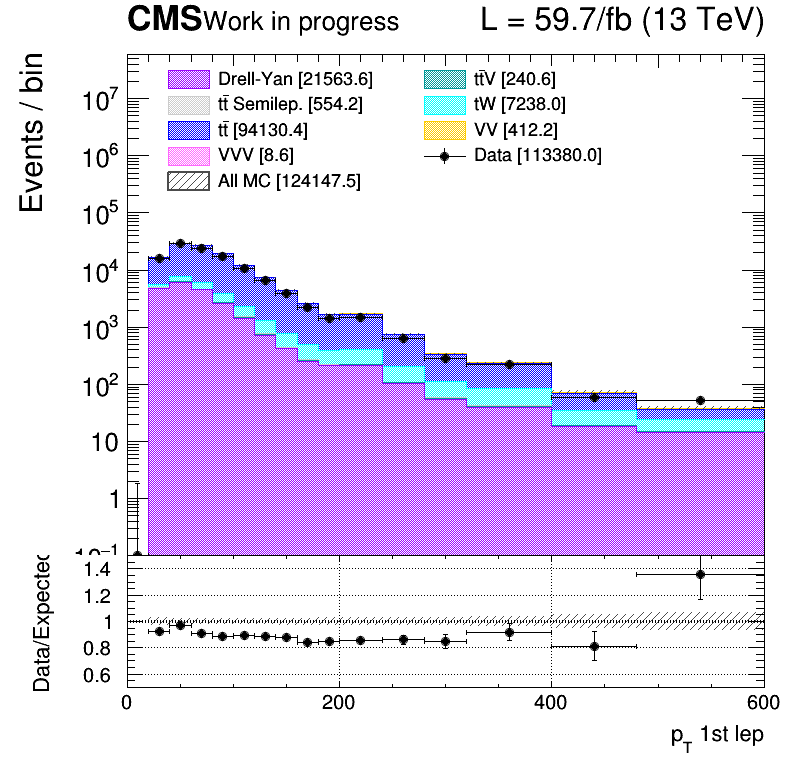 CMS Work in progress L = 59.7/fb (13 TeV)
Events / bin
Drell-Yan [21563.6]
tt̄ Semilep. [554.2]
tt̄ [94130.4]
VVV [8.6]
All MC [124147.5]
tt̄V [240.6]
tW [7238.0]
VV [412.2]
Data [113380.0]
10⁷
10⁶
10⁵
10⁴
10³
10²
10
1
10⁻¹
Data/Expected
1.4
1.2
1
0.8
0.6
0 200 400 600
p_T 1st lep